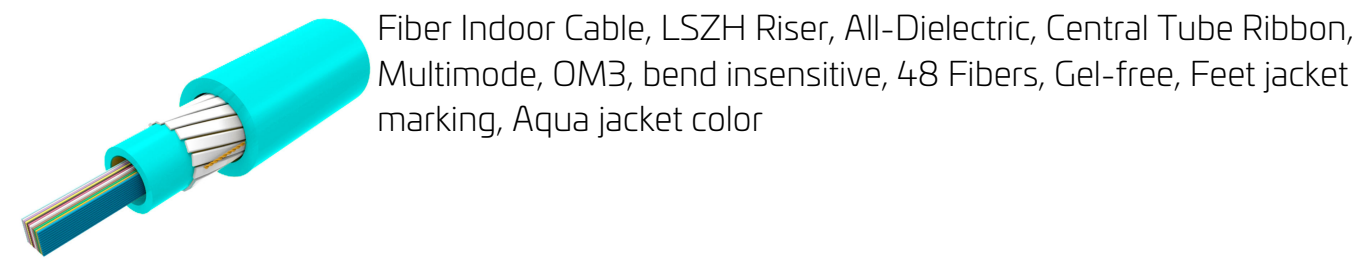 Fiber Indoor Cable, LSZH Riser, All-Dielectric, Central Tube Ribbon,
Multimode, OM3, bend insensitive, 48 Fibers, Gel-free, Feet jacket
marking, Aqua jacket color